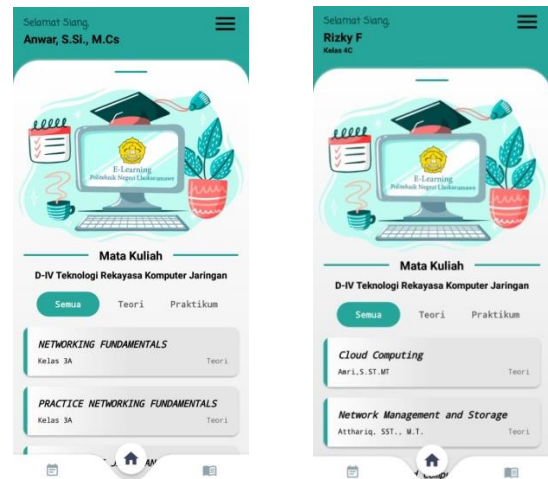 Selamat Siang,
Anwar, S.Si., M.Cs
E-Learning
Politeknik Negeri Lhokseumawe
Mata Kuliah
D-IV Teknologi Rekayasa Komputer Jaringan
Semua Teori Praktikum
NETWORKING FUNDAMENTALS
Kelas 3A Teori
PRACTICE NETWORKING FUNDAMENTALS
Kelas 3A Teori
Selamat Siang,
Rizky F
Kelas 4C
E-Learning
Politeknik Negeri Lhokseumawe
Mata Kuliah
D-IV Teknologi Rekayasa Komputer Jaringan
Semua Teori Praktikum
Cloud Computing
Amri,S.ST.MT Teori
Network Management and Storage
Atthariq, SST., M.T. Teori